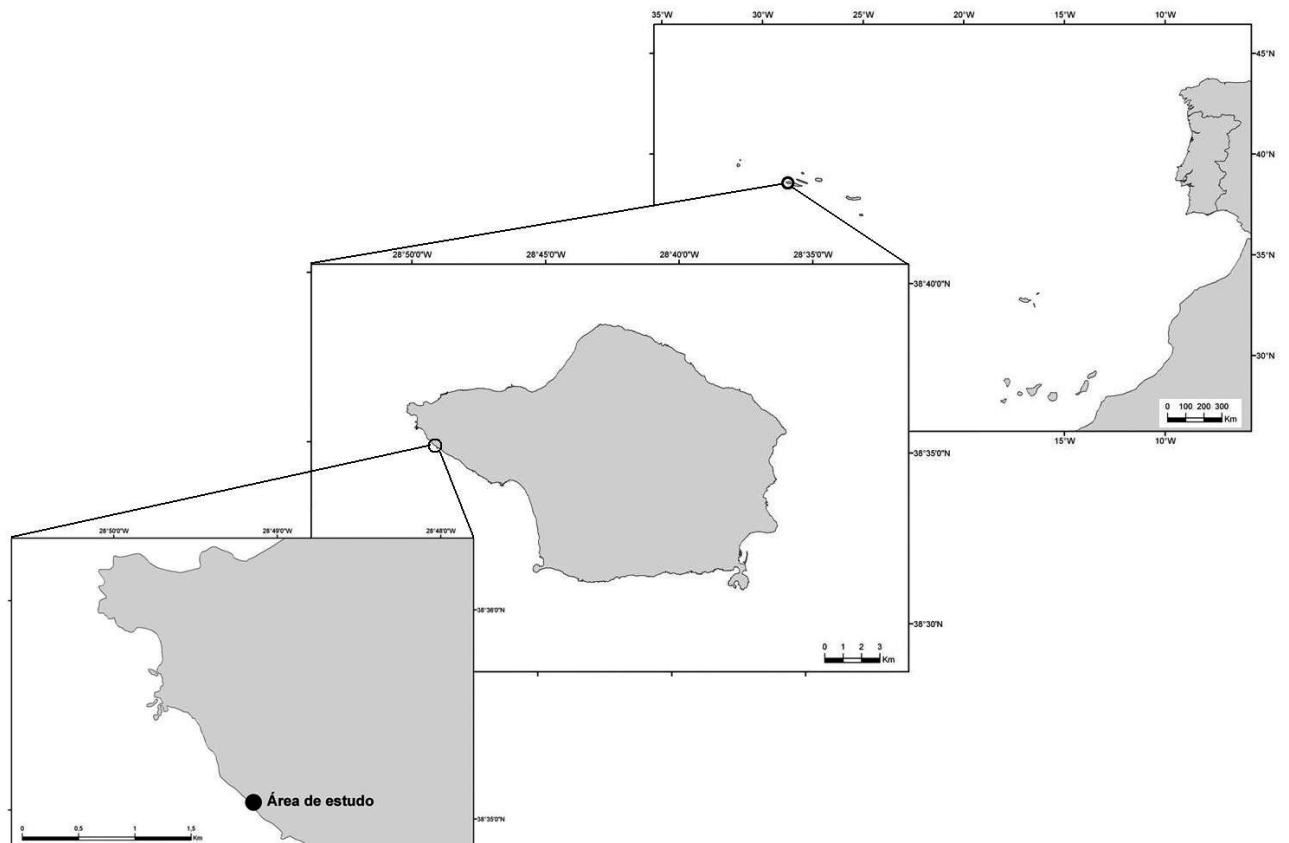 35°W 30°W 25°W 20°W 15°W 10°W
45°N
40°N
35°N
30°N
0 100 200 300
Km
15°W 10°W
28°50'0"W 28°45'0"W 28°40'0"W 28°35'0"W
38°40'0"N
38°35'0"N
38°30'0"N
0 1 2 3
Km
28°50'0"W 28°49'0"W 28°48'0"W
38°36'0"N
Área de estudo
38°35'0"N
0 0,5 1 1,5
Km